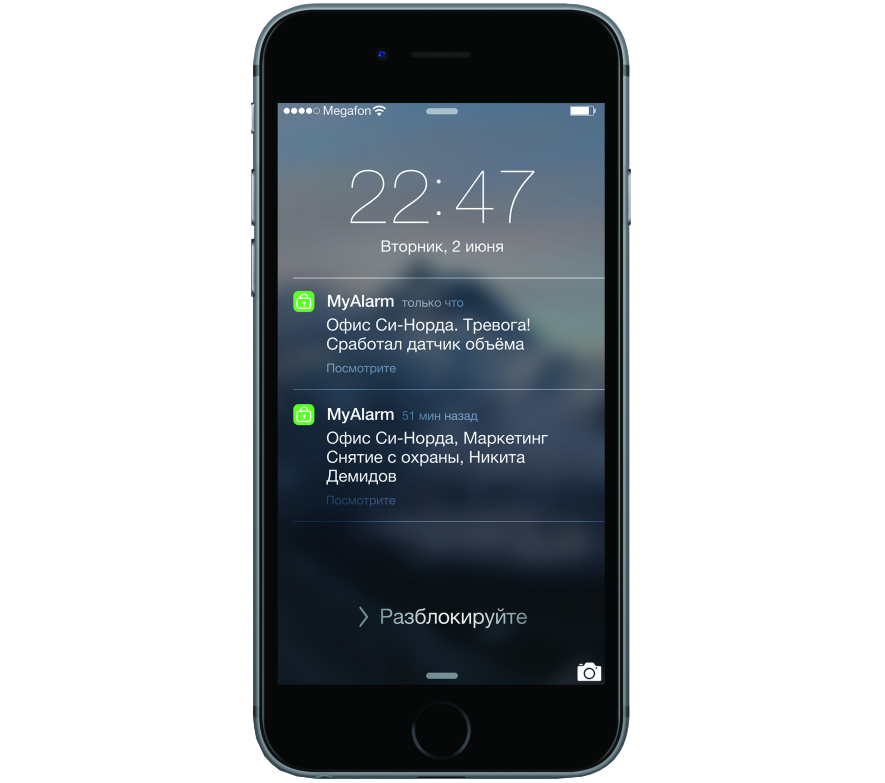 Megafon
22:47
Вторник, 2 июня
MyAlarm только что
Офис Си-Норда. Тревога!
Сработал датчик объёма
Посмотрите
MyAlarm 51 мин назад
Офис Си-Норда, Маркетинг
Снятие с охраны, Никита
Демидов
Посмотрите
Разблокируйте